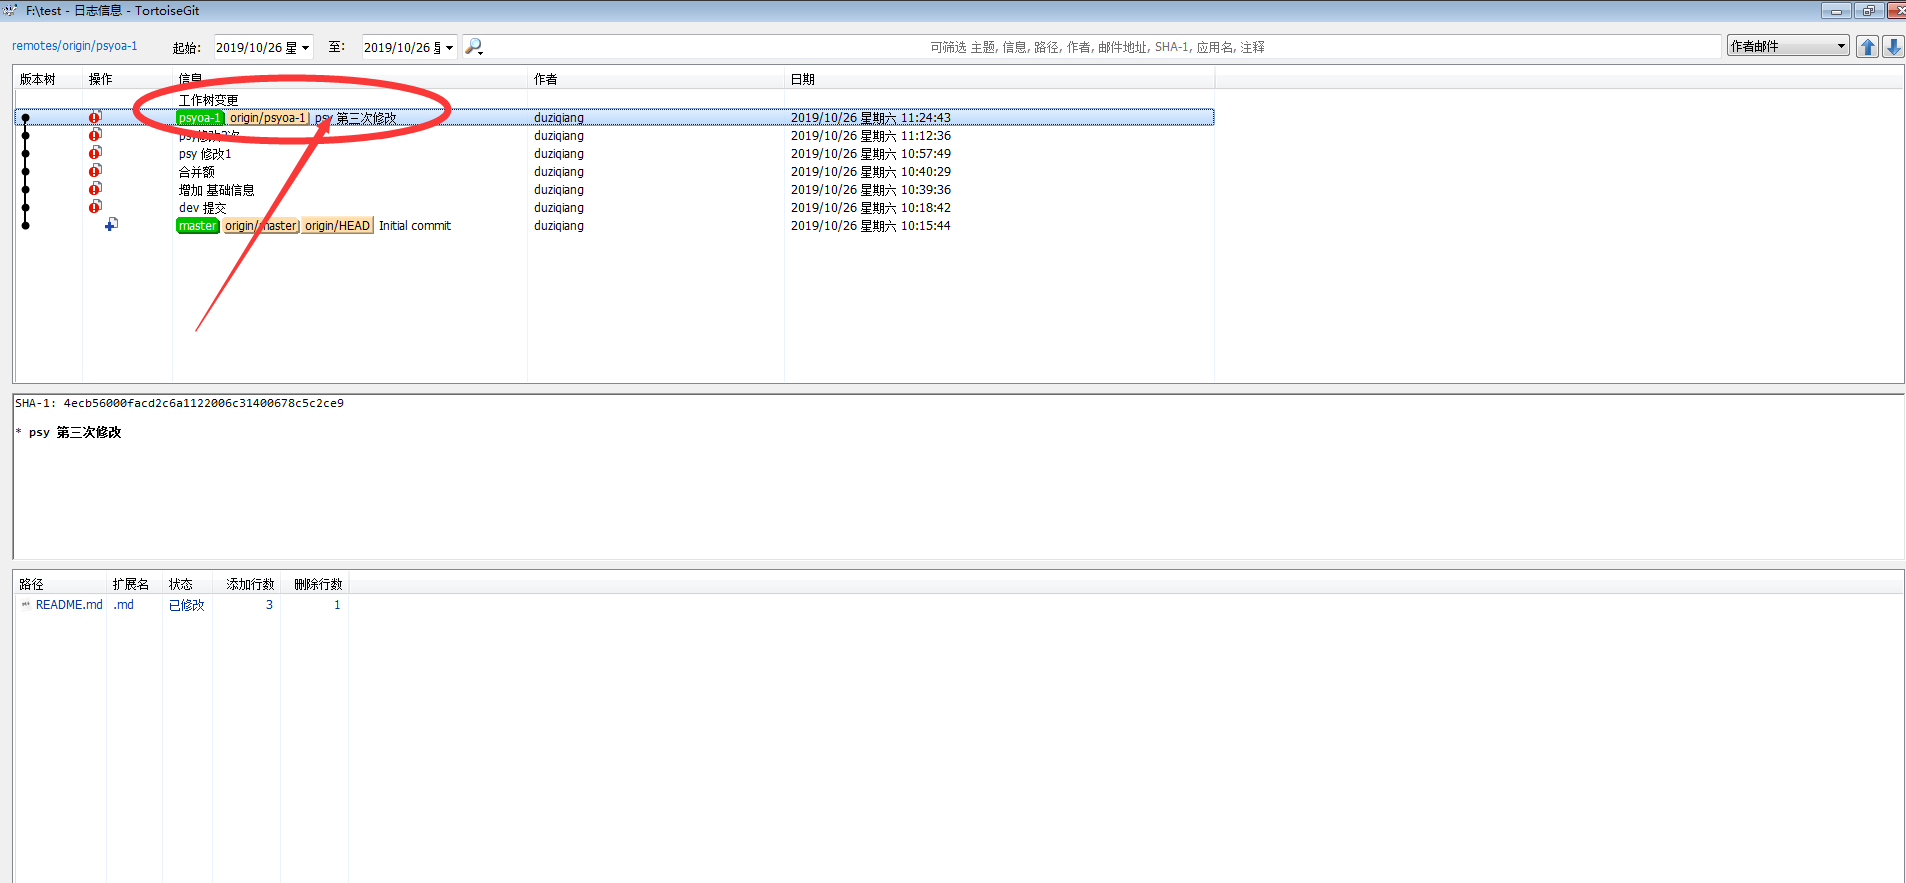 F:\test - 日志信息 - TortoiseGit
remotes/origin/psyoa-1 起始: 2019/10/26 星 至: 2019/10/26 可筛选 主题, 信息, 路径, 作者, 邮件地址, SHA-1, 应用名, 注释 作者邮件
版本树 操作 信息 作者 日期
工作树变更
psyoa-1 origin/psyoa-1 psy 第三次修改 duziqiang 2019/10/26 星期六 11:24:43
duziqiang 2019/10/26 星期六 11:12:36
psy 修改1 duziqiang 2019/10/26 星期六 10:57:49
合并额 duziqiang 2019/10/26 星期六 10:40:29
增加 基础信息 duziqiang 2019/10/26 星期六 10:39:36
dev 提交 duziqiang 2019/10/26 星期六 10:18:42
master origin/master origin/HEAD Initial commit duziqiang 2019/10/26 星期六 10:15:44
SHA-1: 4ecb56000facd2c6a1122006c31400678c5c2ce9
* psy 第三次修改
路径 扩展名 状态 添加行数 删除行数
README.md .md 已修改 3 1